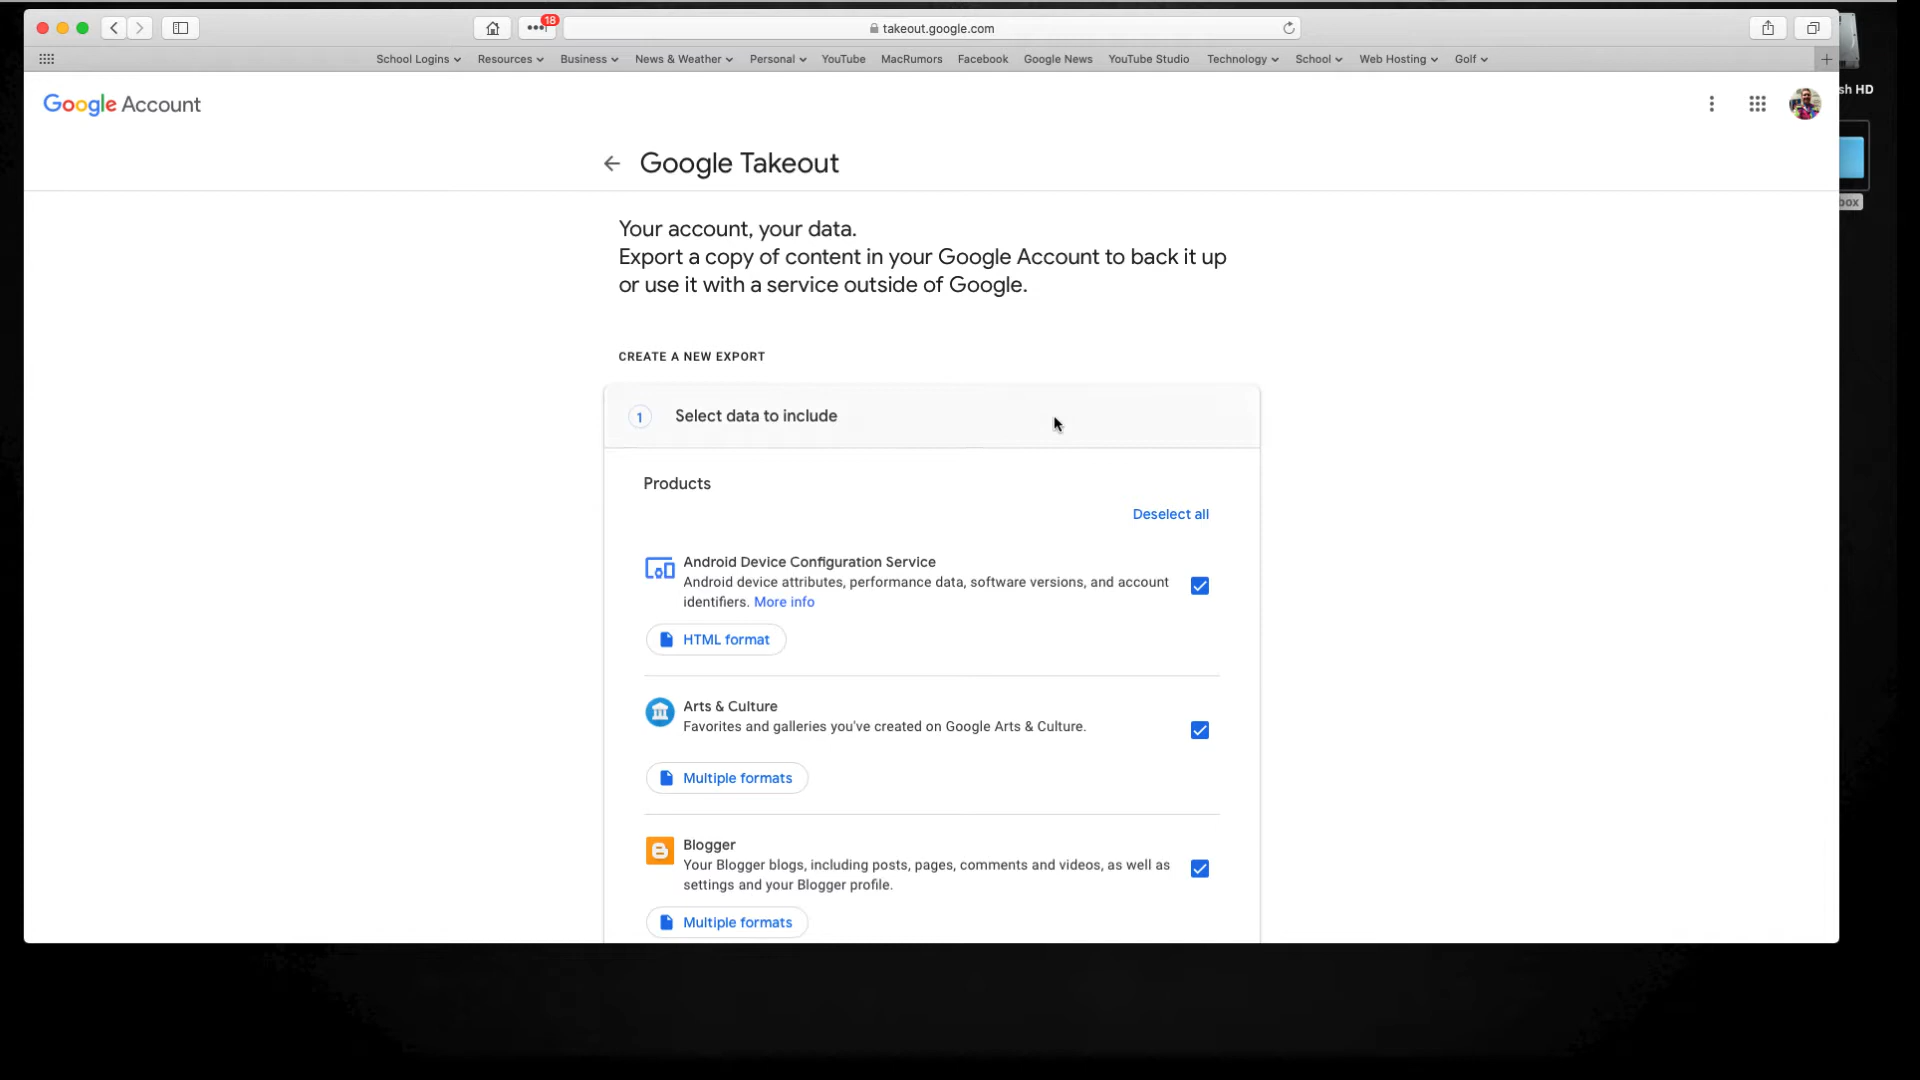 18
takeout.google.com
School Logins Resources Business News & Weather Personal YouTube MacRumors Facebook Google News YouTube Studio Technology School Web Hosting Golf
sh HD
Google Account
box
Google Takeout
Your account, your data.
Export a copy of content in your Google Account to back it up
or use it with a service outside of Google.
CREATE A NEW EXPORT
1 Select data to include
Products
Deselect all
Android Device Configuration Service
Android device attributes, performance data, software versions, and account
identifiers. More info
HTML format
Arts & Culture
Favorites and galleries you've created on Google Arts & Culture.
Multiple formats
Blogger
Your Blogger blogs, including posts, pages, comments and videos, as well as
settings and your Blogger profile.
Multiple formats